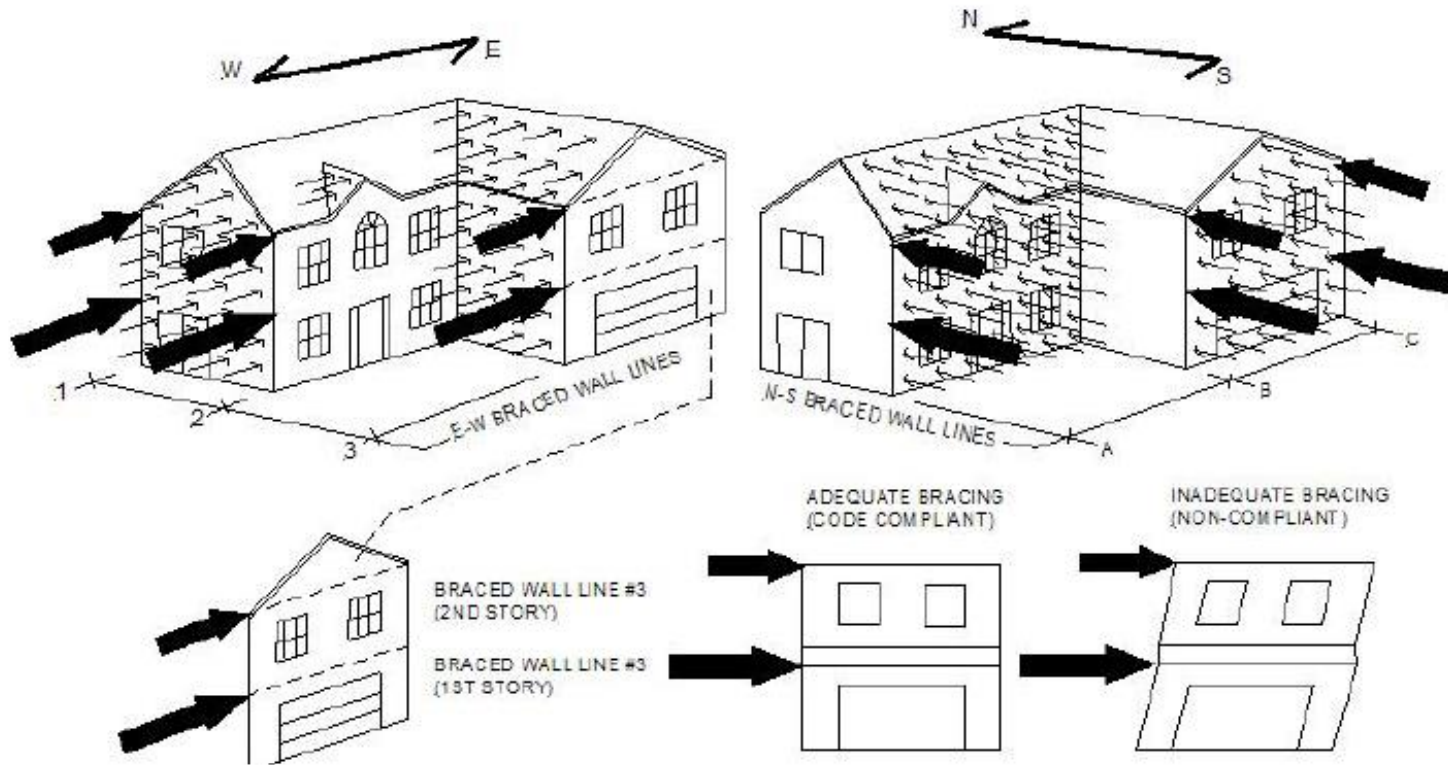 W
E
N
S
1
2
3
E-W BRACED WALL LINES
N-S BRACED WALL LINES
A
B
C
BRACED WALL LINE #3
(2ND STORY)
BRACED WALL LINE #3
(1ST STORY)
ADEQUATE BRACING
(CODE COMPLIANT)
INADEQUATE BRACING
(NON-COMPLIANT)